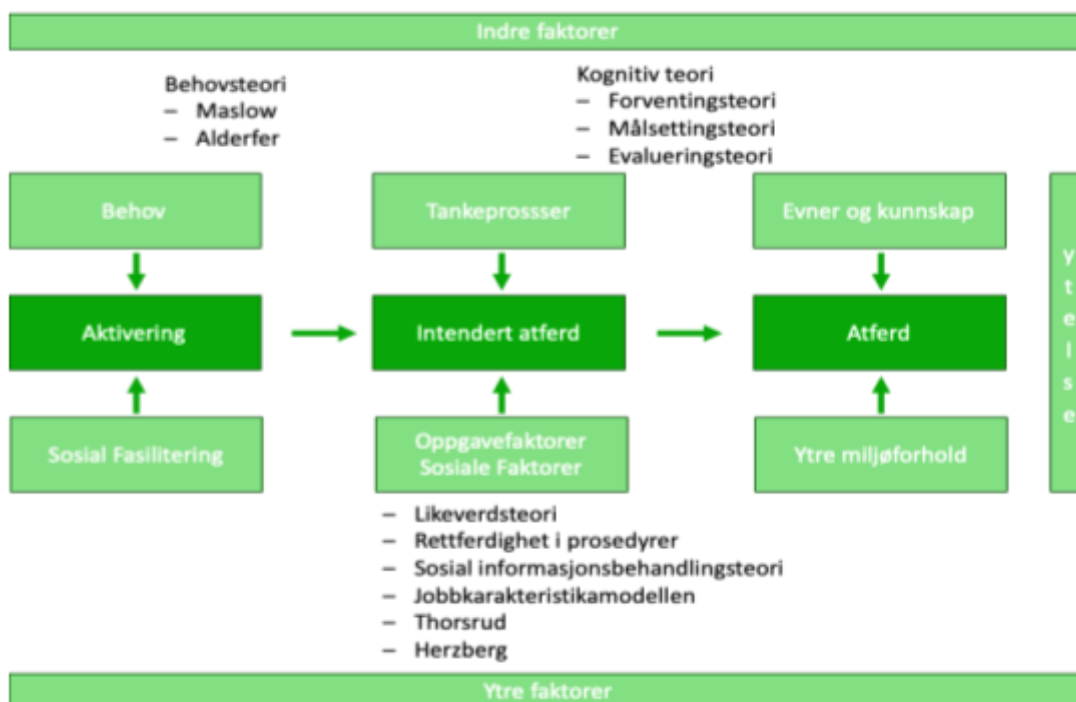 Indre faktorer
Behovsteori
– Maslow
– Alderfer
Kognitiv teori
– Forventingsteori
– Målsettingsteori
– Evalueringsteori
Behov
Tankeprossser
Evner og kunnskap
Aktivering
Intendert atferd
Atferd
Sosial Fasilitering
Oppgavefaktorer
Sosiale Faktorer
Ytre miljøforhold
y
t
e
l
s
e
– Likeverdsteori
– Rettferdighet i prosedyrer
– Sosial informasjonsbehandlingsteori
– Jobbkarakteristikamodellen
– Thorsrud
– Herzberg
Ytre faktorer